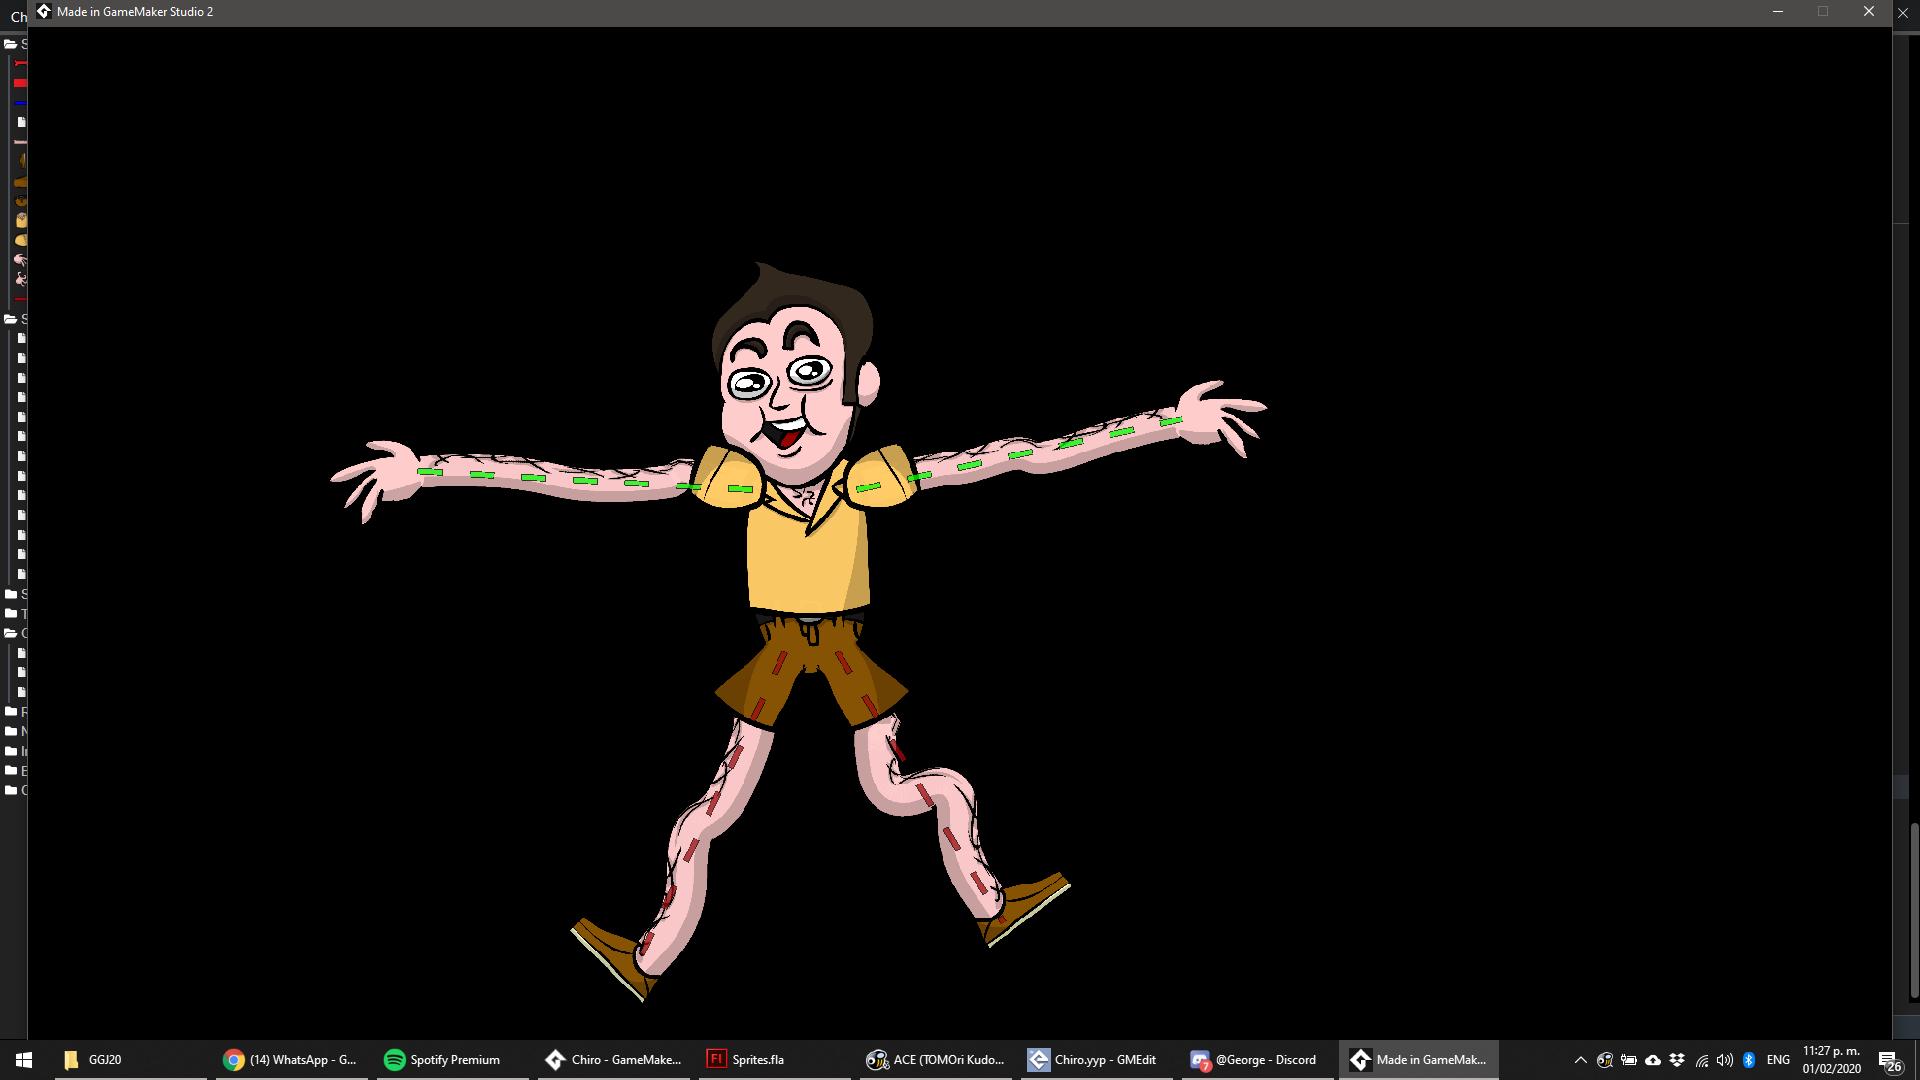 Ch
Made in GameMaker Studio 2
S
S
S
T
R
N
In
E
GGJ20
(14) WhatsApp - G...
Spotify Premium
Chiro - GameMake...
Sprites.fla
ACE (TOMOri Kudo...
Chiro.yyp - GMEdit
@George - Discord
Made in GameMak...
ENG
11:27 p. m.
01/02/2020
26